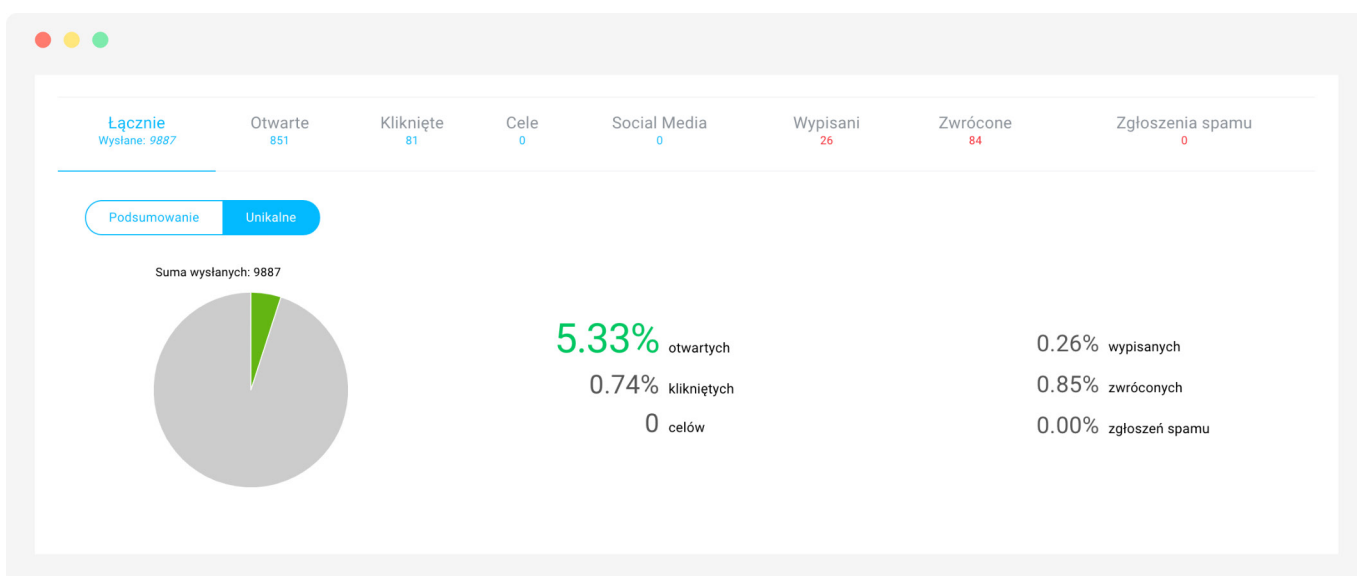 Łącznie Otwarte Kliknięte Cele Social Media Wypisani Zwrócone Zgłoszenia spamu
Wysłane: 9887 851 81 0 0 26 84 0
Podsumowanie Unikalne
Suma wysłanych: 9887
5.33% otwartych
0.74% klikniętych
0 celów
0.26% wypisanych
0.85% zwróconych
0.00% zgłoszeń spamu